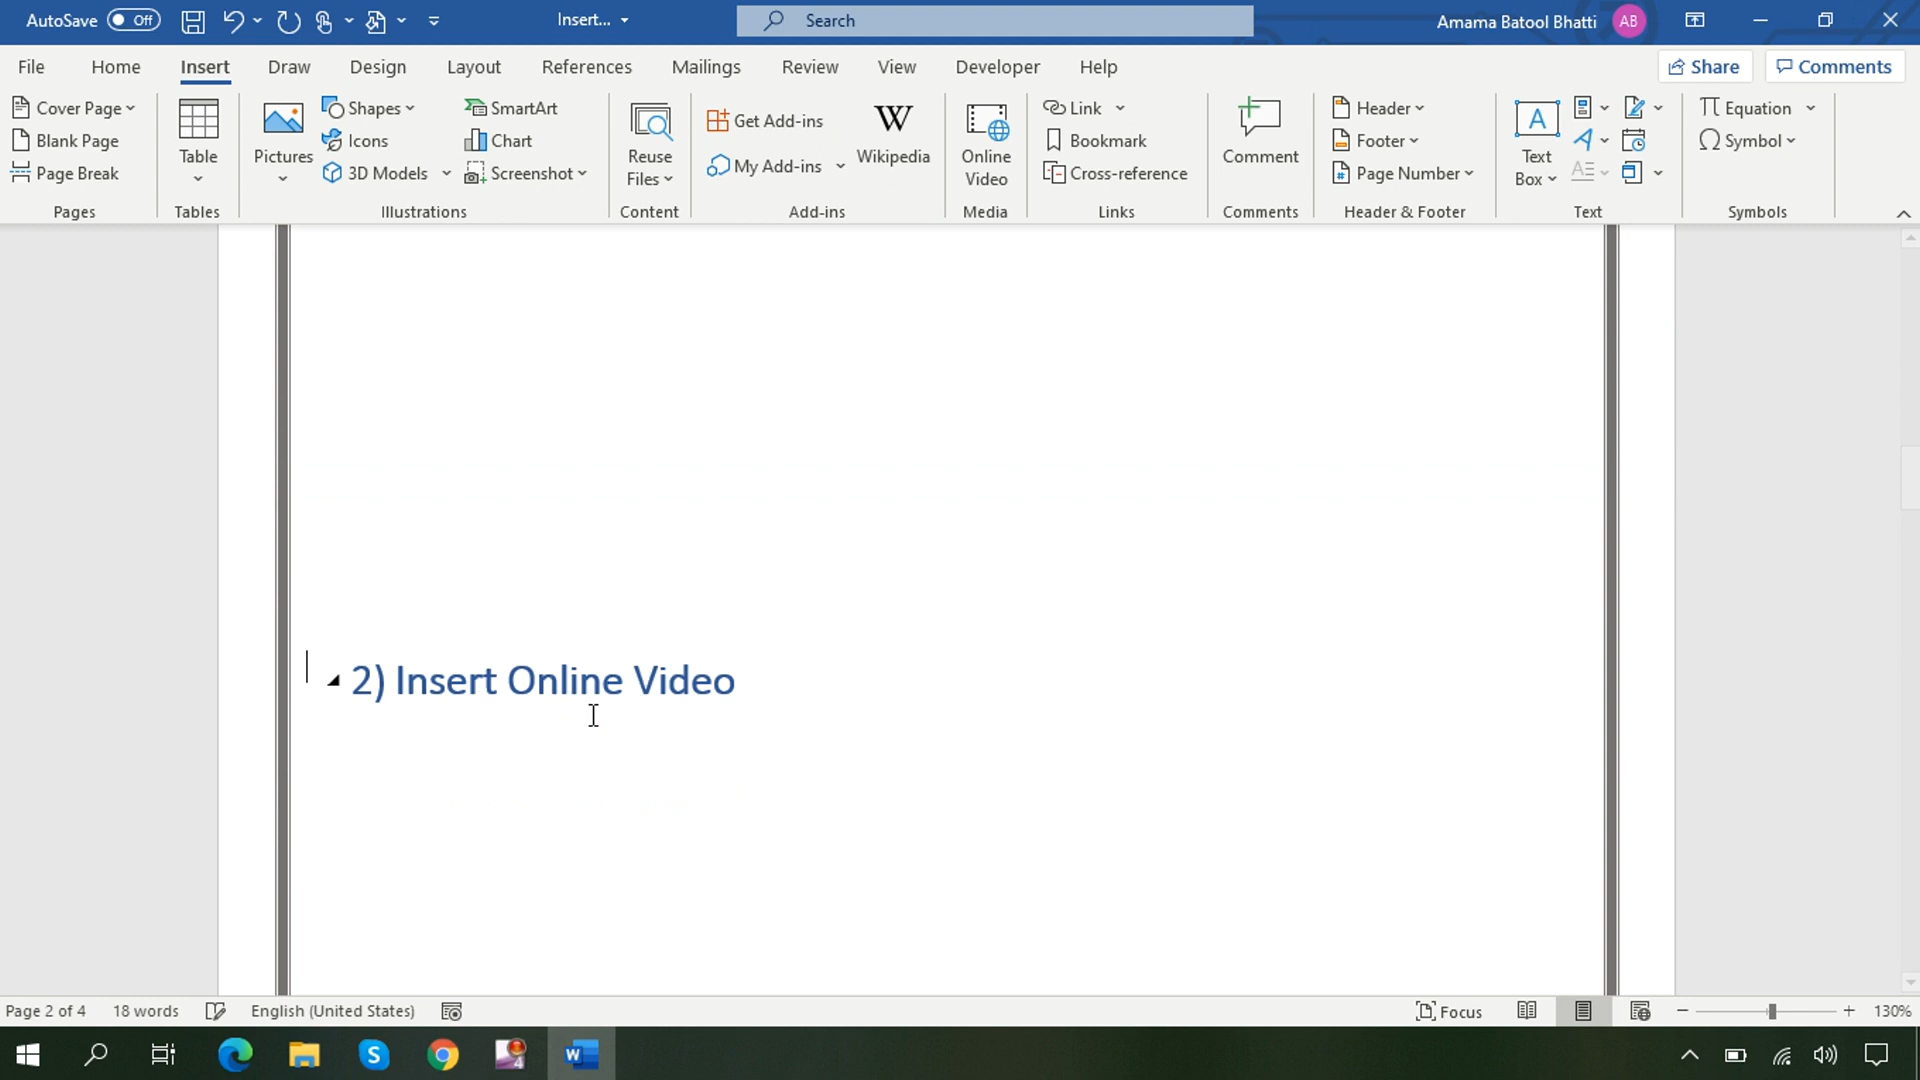 AutoSave Off Insert... Search Amama Batool Bhatti AB
File Home Insert Draw Design Layout References Mailings Review View Developer Help Share Comments
Cover Page
Blank Page
Page Break
Pages
Table
Tables
Pictures
Shapes
Icons
3D Models
SmartArt
Chart
Screenshot
Illustrations
Reuse
Files
Content
Get Add-ins
My Add-ins
W
Wikipedia
Add-ins
Online
Video
Media
Link
Bookmark
Cross-reference
Links
Comment
Comments
Header
Footer
Page Number
Header & Footer
A
Text
Box
Text
Equation
Symbol
Symbols
2) Insert Online Video
Page 2 of 4 18 words English (United States) Focus 130%